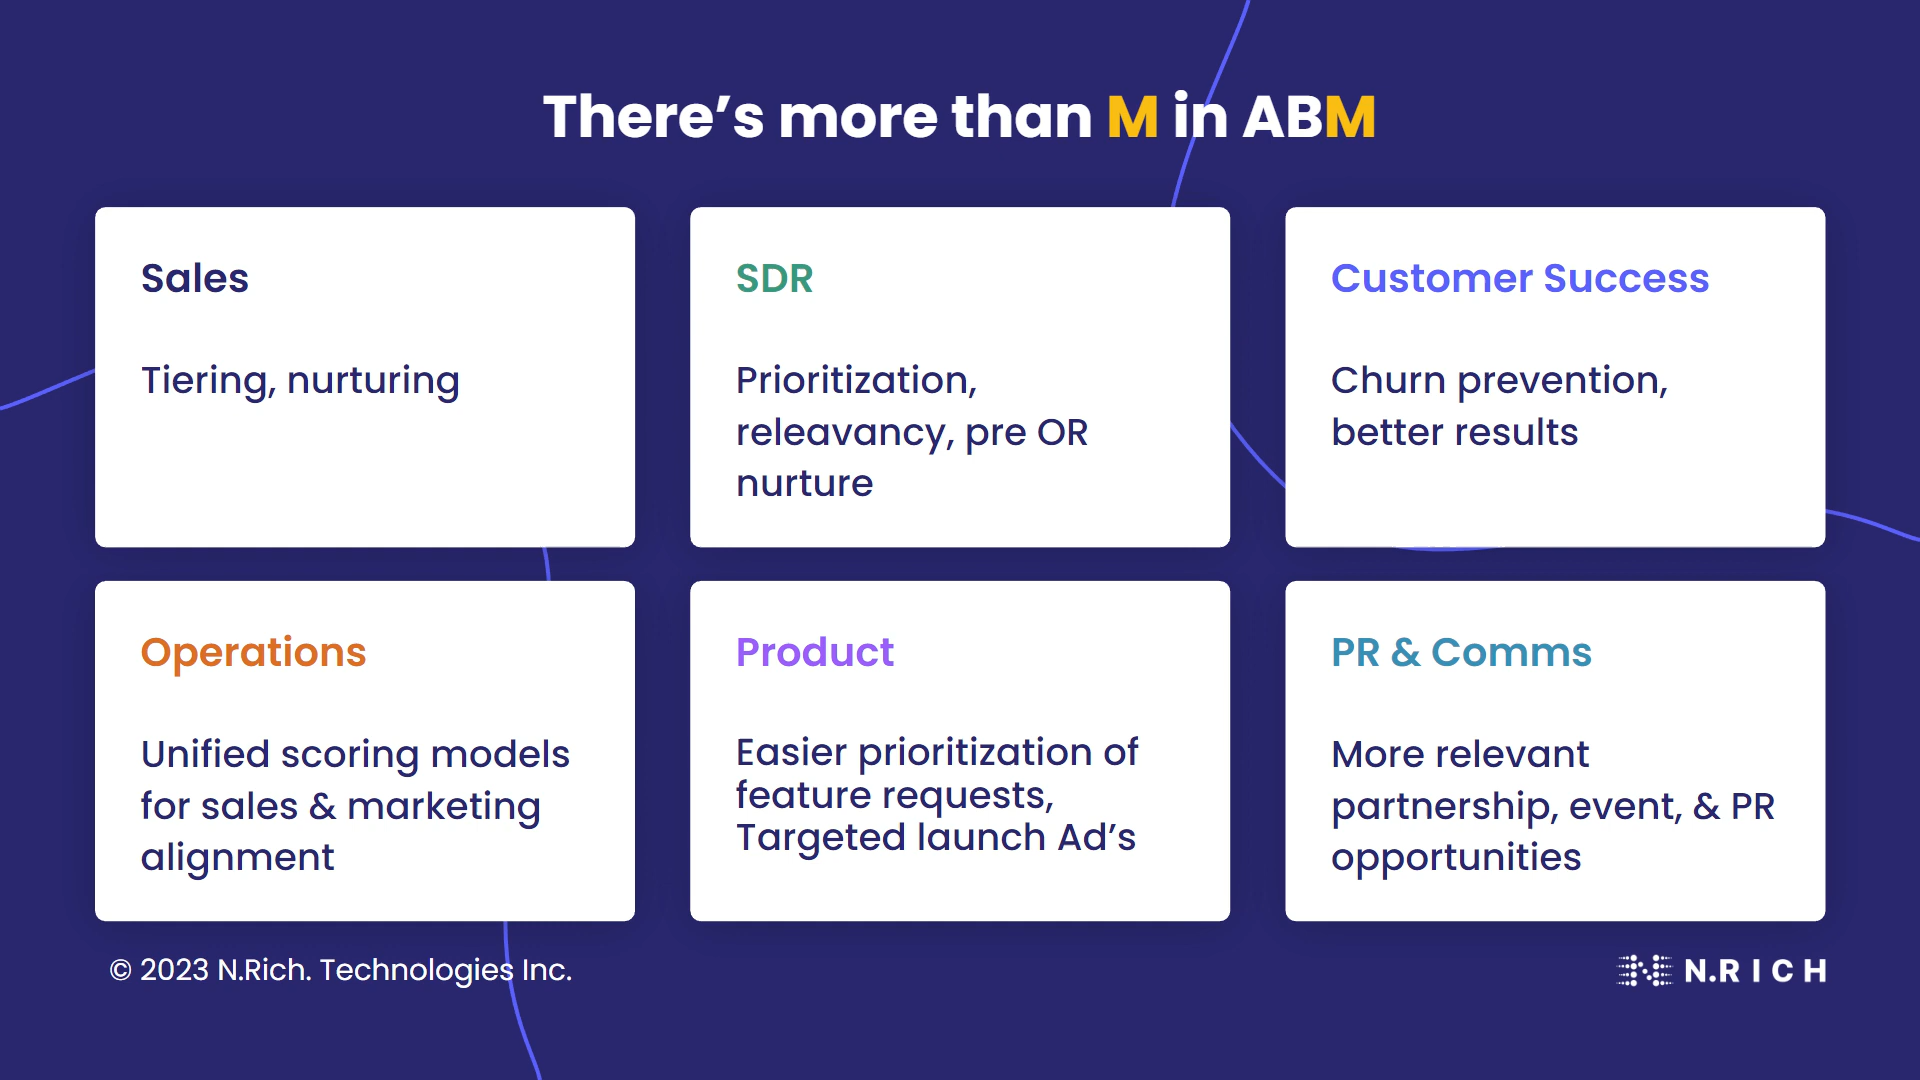 There’s more than M in ABM
Sales
Tiering, nurturing
SDR
Prioritization,
releavancy, pre OR
nurture
Customer Success
Churn prevention,
better results
Operations
Unified scoring models
for sales & marketing
alignment
Product
Easier prioritization of
feature requests,
Targeted launch Ad’s
PR & Comms
More relevant
partnership, event, & PR
opportunities
© 2023 N.Rich. Technologies Inc.
N.RICH